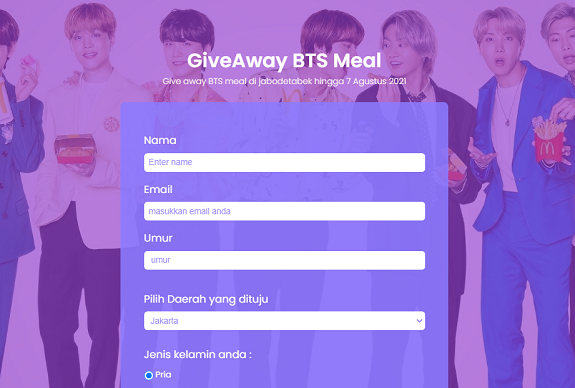 GiveAway BTS Meal
Give away BTS meal di jabodetabek hingga 7 Agustus 2021
Nama
Enter name
Email
masukkan email anda
Umur
umur
Pilih Daerah yang dituju
Jakarta
Jenis kelamin anda :
Pria